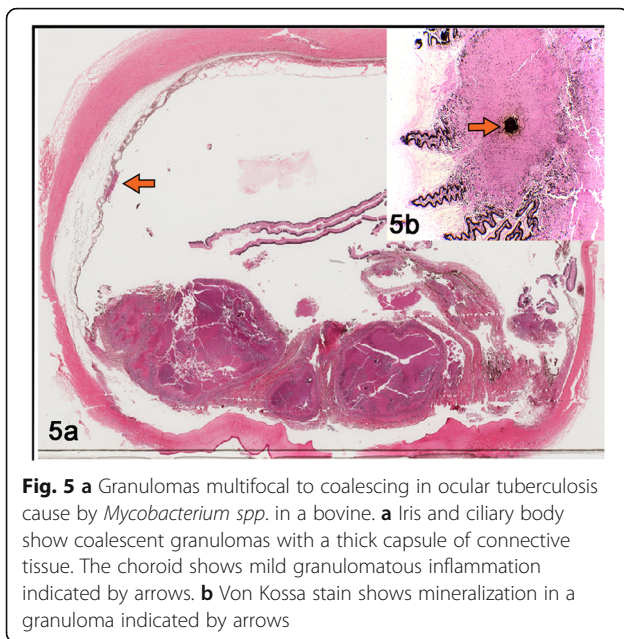 5b
5a
Fig. 5 a Granulomas multifocal to coalescing in ocular tuberculosis
cause by Mycobacterium spp. in a bovine. a Iris and ciliary body
show coalescent granulomas with a thick capsule of connective
tissue. The choroid shows mild granulomatous inflammation
indicated by arrows. b Von Kossa stain shows mineralization in a
granuloma indicated by arrows